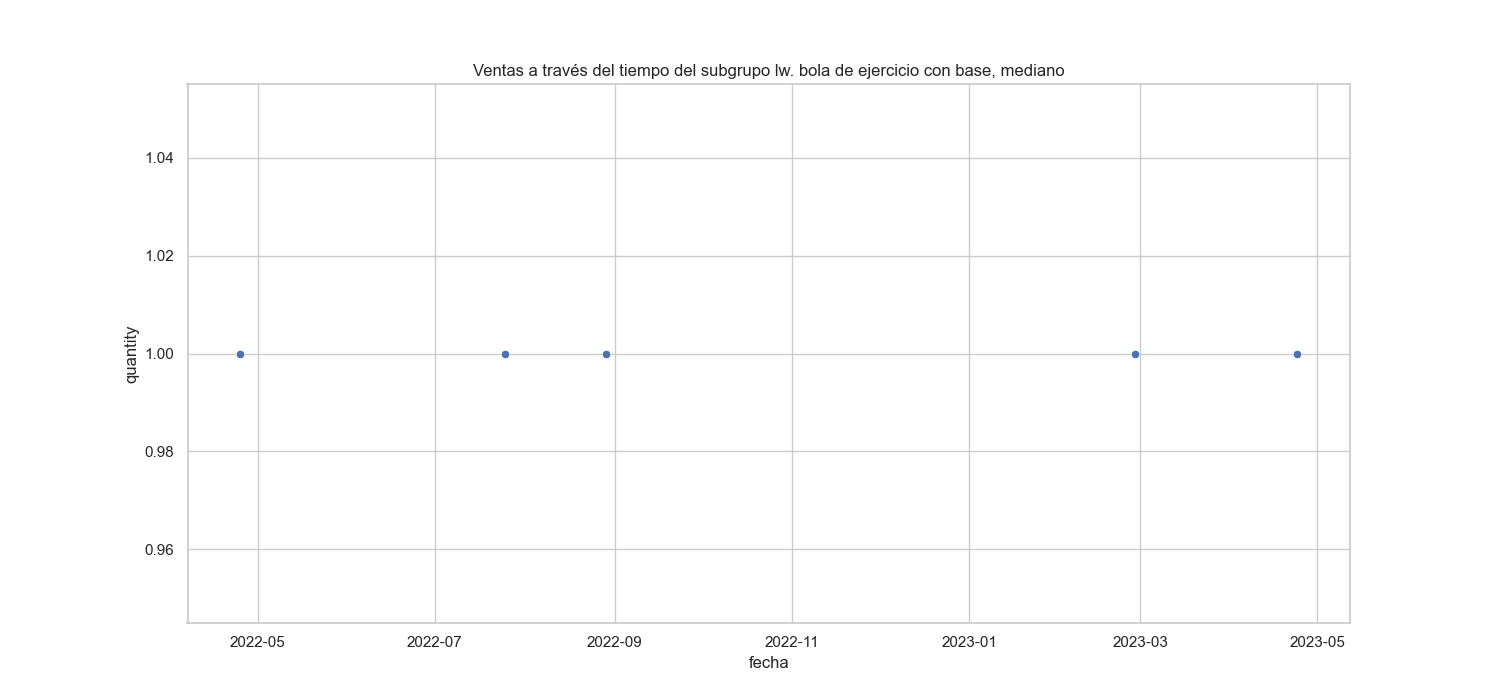 Ventas a través del tiempo del subgrupo lw. bola de ejercicio con base, mediano
1.04
1.02
1.00
0.98
0.96
quantity
2022-05 2022-07 2022-09 2022-11 2023-01 2023-03 2023-05
fecha